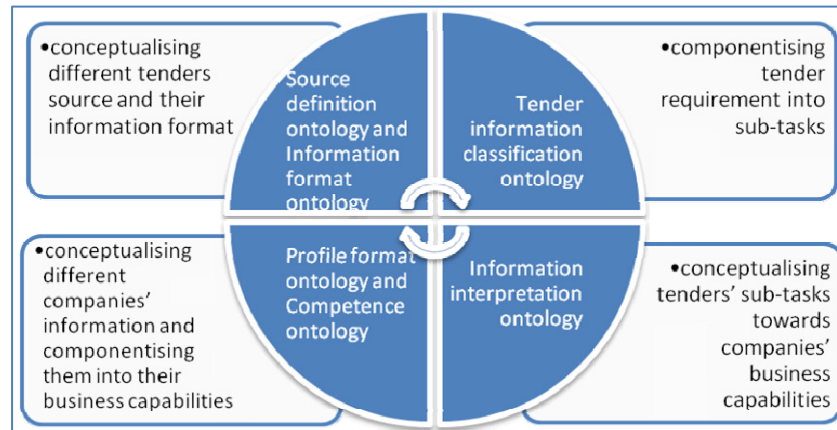 •conceptualising
different tenders
source and their
information format
Source
definition
ontology and
Information
format
ontology
Tender
information
classification
ontology
•componentising
tender
requirement into
sub-tasks
•conceptualising
different
companies’
information and
componentising
them into their
business capabilities
Profile format
ontology and
Competence
ontology
Information
interpretation
ontology
•conceptualising
tenders’ sub-tasks
towards
companies’
business
capabilities